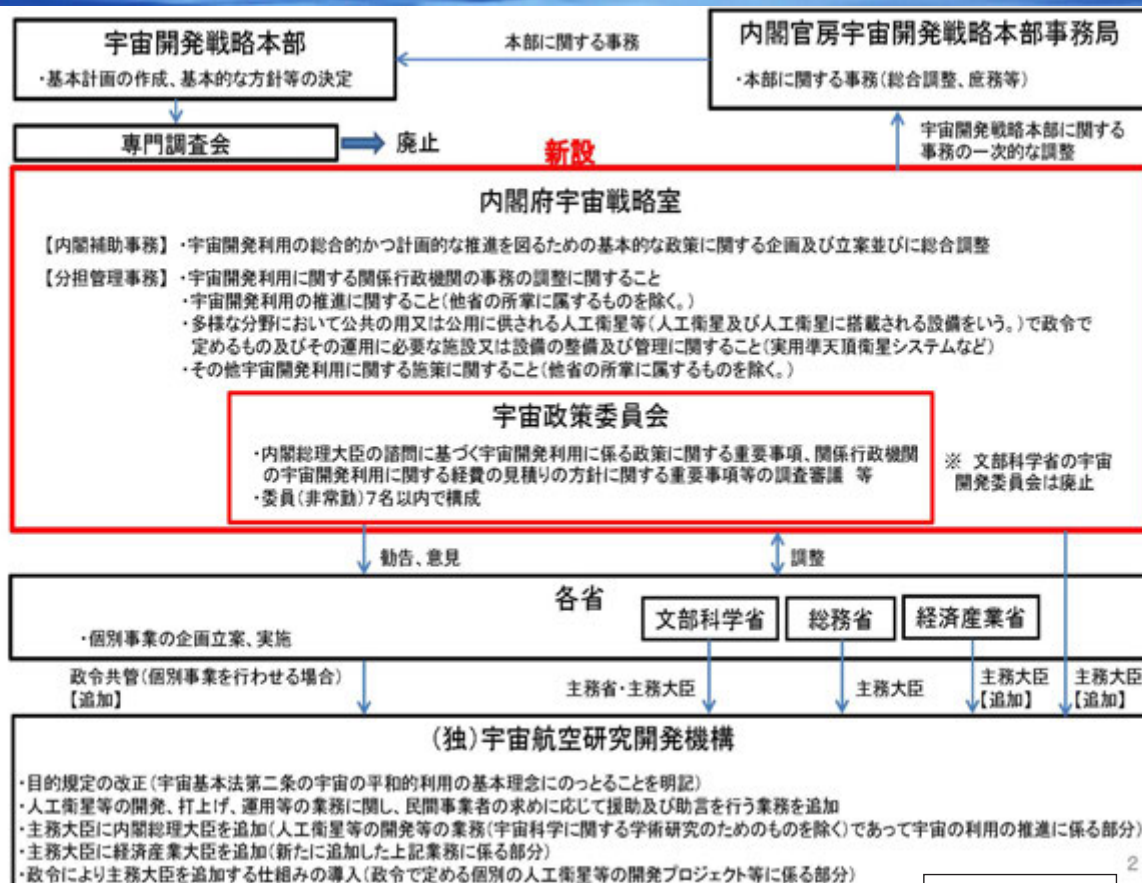 宇宙開発戦略本部
・基本計画の作成、基本的な方針等の決定
本部に関する事務
内閣官房宇宙開発戦略本部事務局
・本部に関する事務(総合調整、庶務等)
専門調査会
廃止
新設
宇宙開発戦略本部に関する
事務の一次的な調整
内閣府宇宙戦略室
【内閣補助事務】・宇宙開発利用の総合的かつ計画的な推進を図るための基本的な政策に関する企画及び立案並びに総合調整
【分担管理事務】・宇宙開発利用に関する関係行政機関の事務の調整に関すること
・宇宙開発利用の推進に関すること(他省の所掌に属するものを除く。)
・多様な分野において公共の用又は公用に供される人工衛星等(人工衛星及び人工衛星に搭載される設備をいう。)で政令で
定めるもの及びその運用に必要な施設又は設備の整備及び管理に関すること(実用準天頂衛星システムなど)
・その他宇宙開発利用に関する施策に関すること(他省の所掌に属するものを除く。)
宇宙政策委員会
・内閣総理大臣の諮問に基づく宇宙開発利用に係る政策に関する重要事項、関係行政機関
の宇宙開発利用に関する経費の見積りの方針に関する重要事項等の調査審議 等
・委員(非常勤)7名以内で構成
※ 文部科学省の宇宙
開発委員会は廃止
勧告、意見
調整
各省
・個別事業の企画立案、実施
文部科学省
総務省
経済産業省
政令共管(個別事業を行わせる場合)
【追加】
主務省・主務大臣
主務大臣
主務大臣
【追加】
主務大臣
【追加】
(独)宇宙航空研究開発機構
・目的規定の改正(宇宙基本法第二条の宇宙の平和的利用の基本理念にのっとることを明記)
・人工衛星等の開発、打上げ、運用等の業務に関し、民間事業者の求めに応じて援助及び助言を行う業務を追加
・主務大臣に内閣総理大臣を追加(人工衛星等の開発等の業務(宇宙科学に関する学術研究のためのものを除く)であって宇宙の利用の推進に係る部分)
・主務大臣に経済産業大臣を追加(新たに追加した上記業務に係る部分)
・政令により主務大臣を追加する仕組みの導入(政令で定める個別の人工衛星等の開発プロジェクト等に係る部分)
2